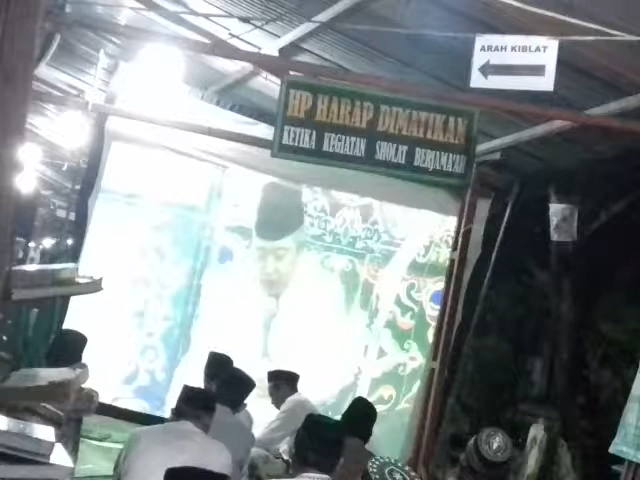 ARAH KIBLAT
HP HARAP DIMATIKAN
KETIKA KEGIATAN SHOLAT BERJAMA'AH